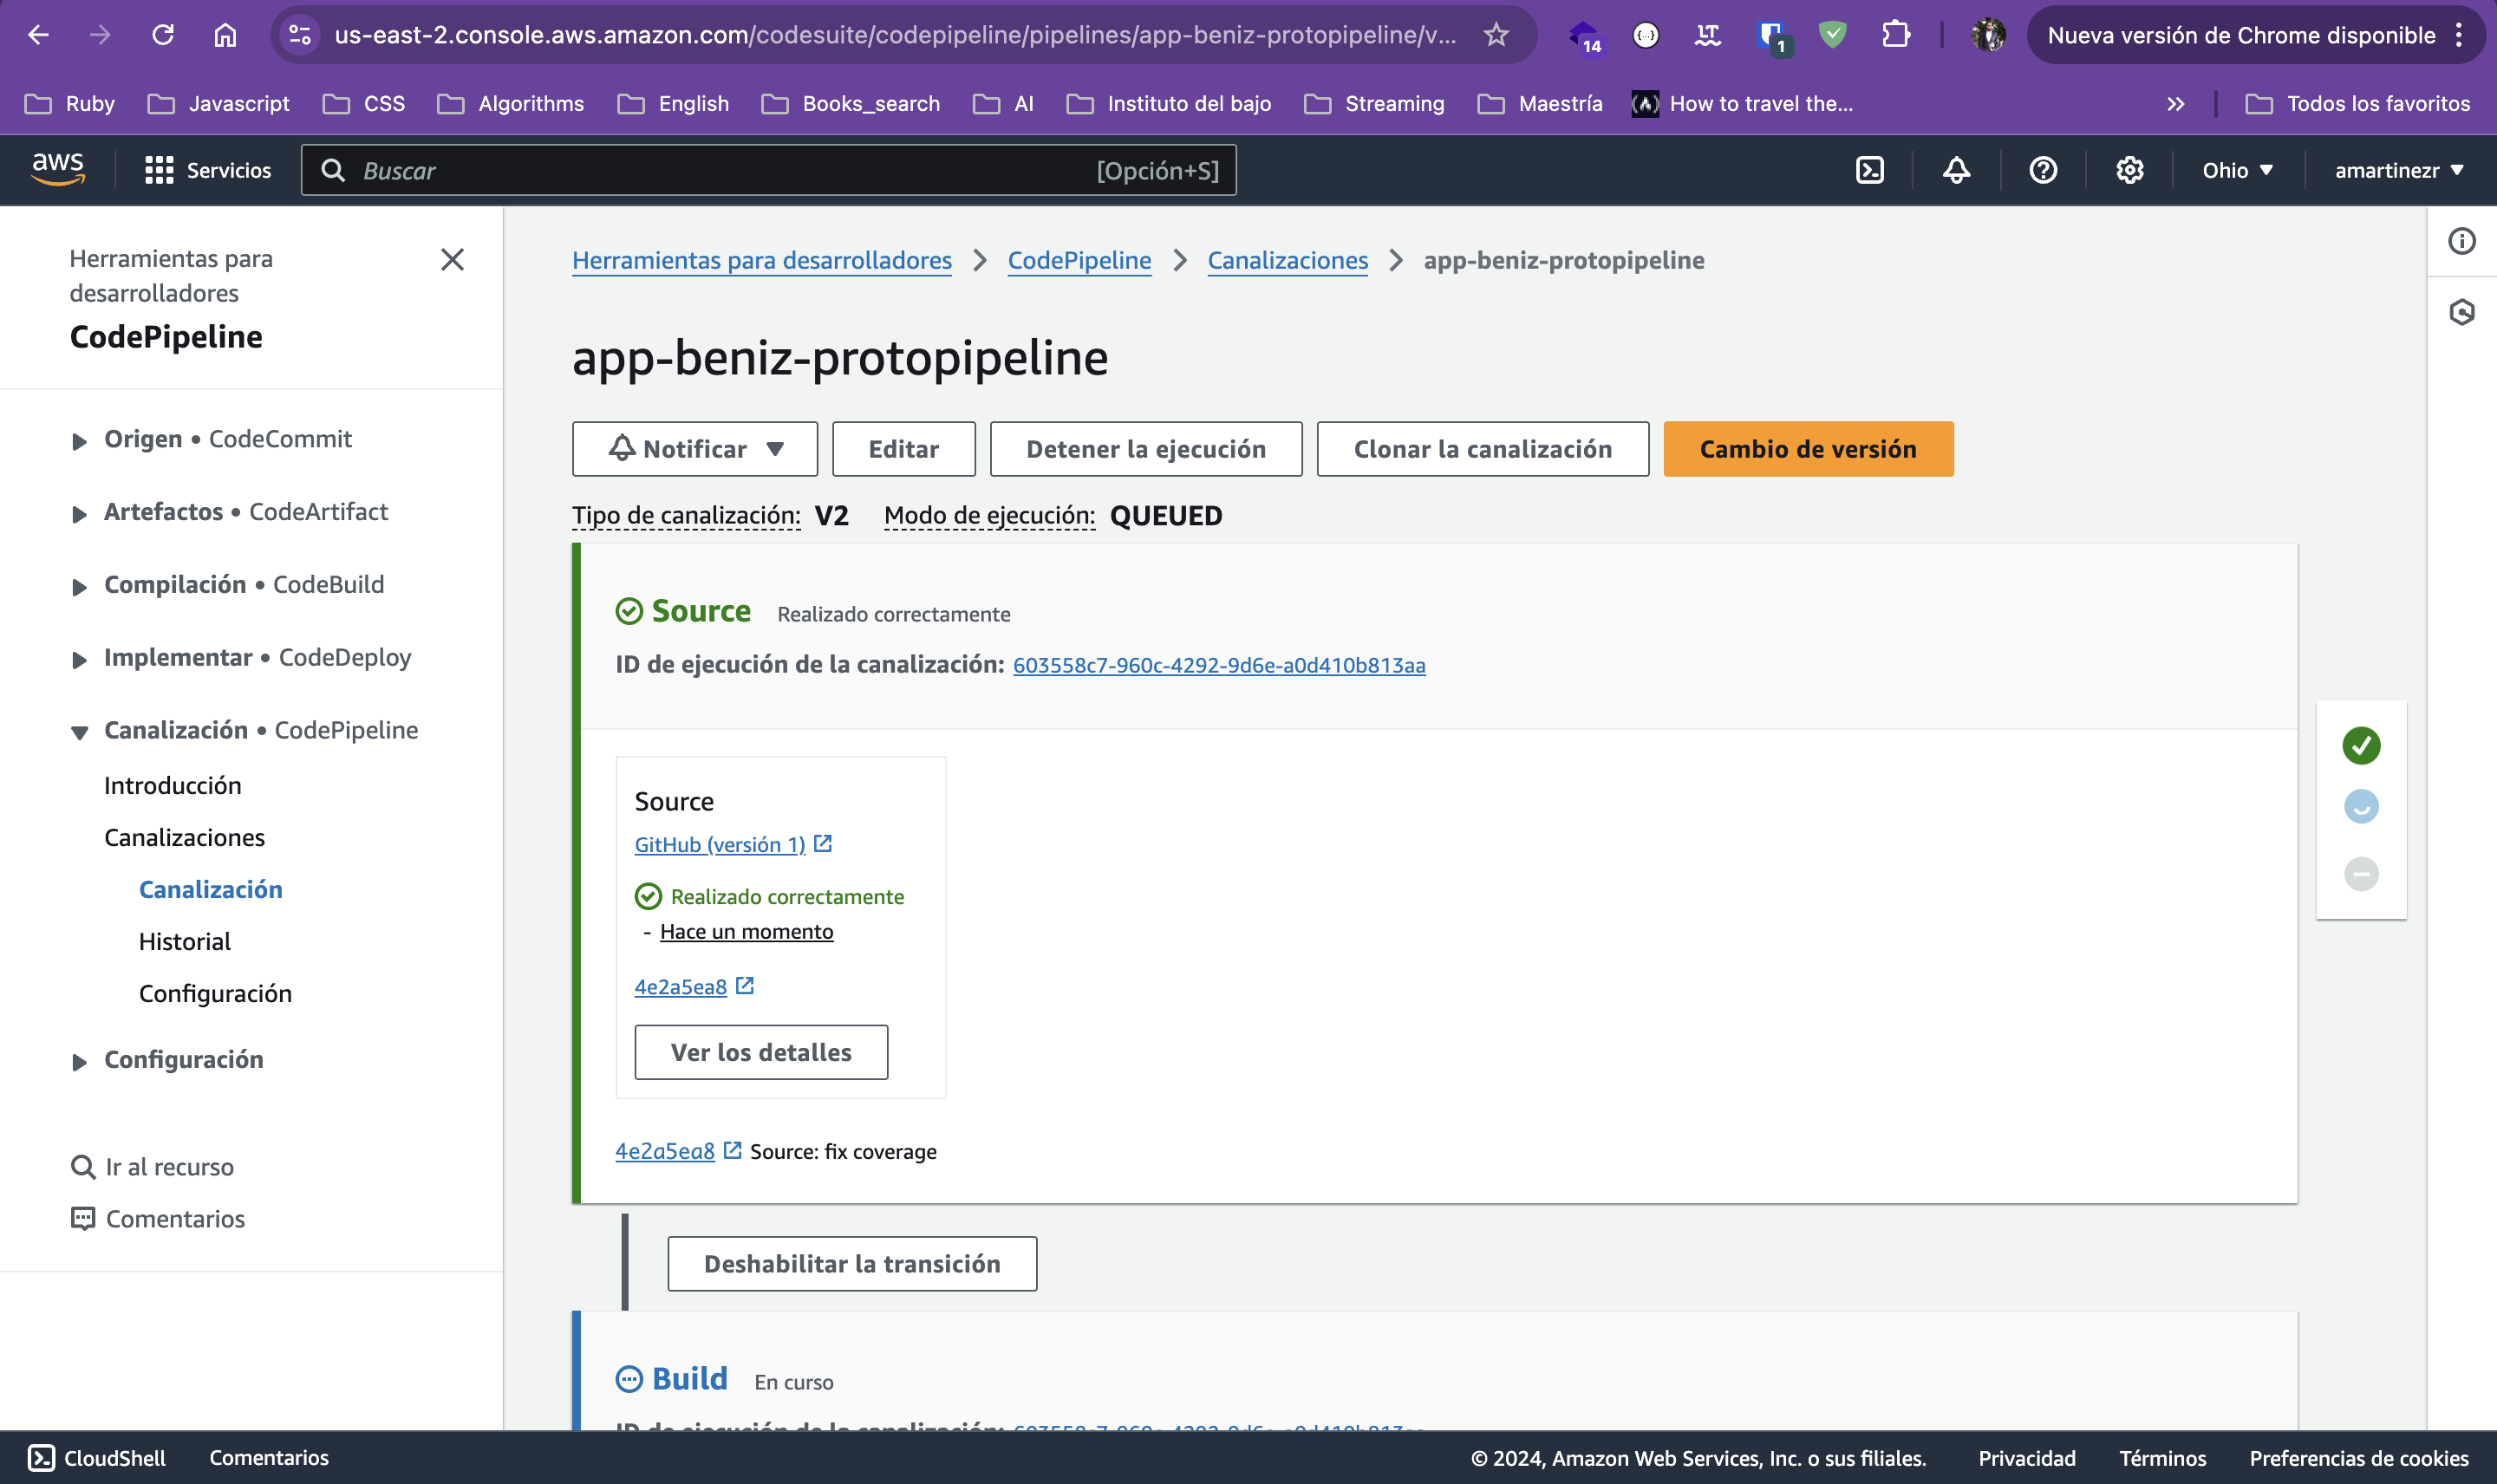 us-east-2.console.aws.amazon.com/codesuite/codepipeline/pipelines/app-beniz-protopipeline/v...
14
1
Nueva versión de Chrome disponible
Ruby
Javascript
CSS
Algorithms
English
Books_search
AI
Instituto del bajo
Streaming
Maestría
How to travel the...
Todos los favoritos
aws
Servicios
Buscar
[Opción+S]
Ohio
amartinezr
Herramientas para
desarrolladores
CodePipeline
Origen • CodeCommit
Artefactos • CodeArtifact
Compilación • CodeBuild
Implementar • CodeDeploy
Canalización • CodePipeline
Introducción
Canalizaciones
Canalización
Historial
Configuración
Configuración
Ir al recurso
Comentarios
Herramientas para desarrolladores > CodePipeline > Canalizaciones > app-beniz-protopipeline
app-beniz-protopipeline
Notificar
Editar
Detener la ejecución
Clonar la canalización
Cambio de versión
Tipo de canalización: V2 Modo de ejecución: QUEUED
Source Realizado correctamente
ID de ejecución de la canalización: 603558c7-960c-4292-9d6e-a0d410b813aa
Source
GitHub (versión 1)
Realizado correctamente
- Hace un momento
4e2a5ea8
Ver los detalles
4e2a5ea8 Source: fix coverage
Deshabilitar la transición
Build En curso
ID de ejecución de la canalización: 603558c7-960c-4292-9d6e-a0d410b813aa
CloudShell
Comentarios
© 2024, Amazon Web Services, Inc. o sus filiales.
Privacidad
Términos
Preferencias de cookies